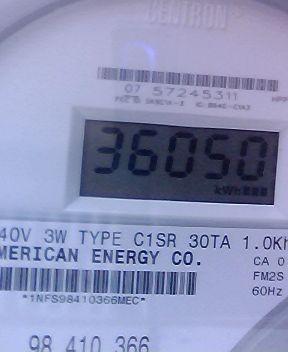 CENTRON
07 57245311
36050
kWh
40V 3W TYPE C1SR 30TA 1.0Kh
MERICAN ENERGY CO.
CA 0
FM2S
60Hz
*1NFS98410366MEC*
98 410 366